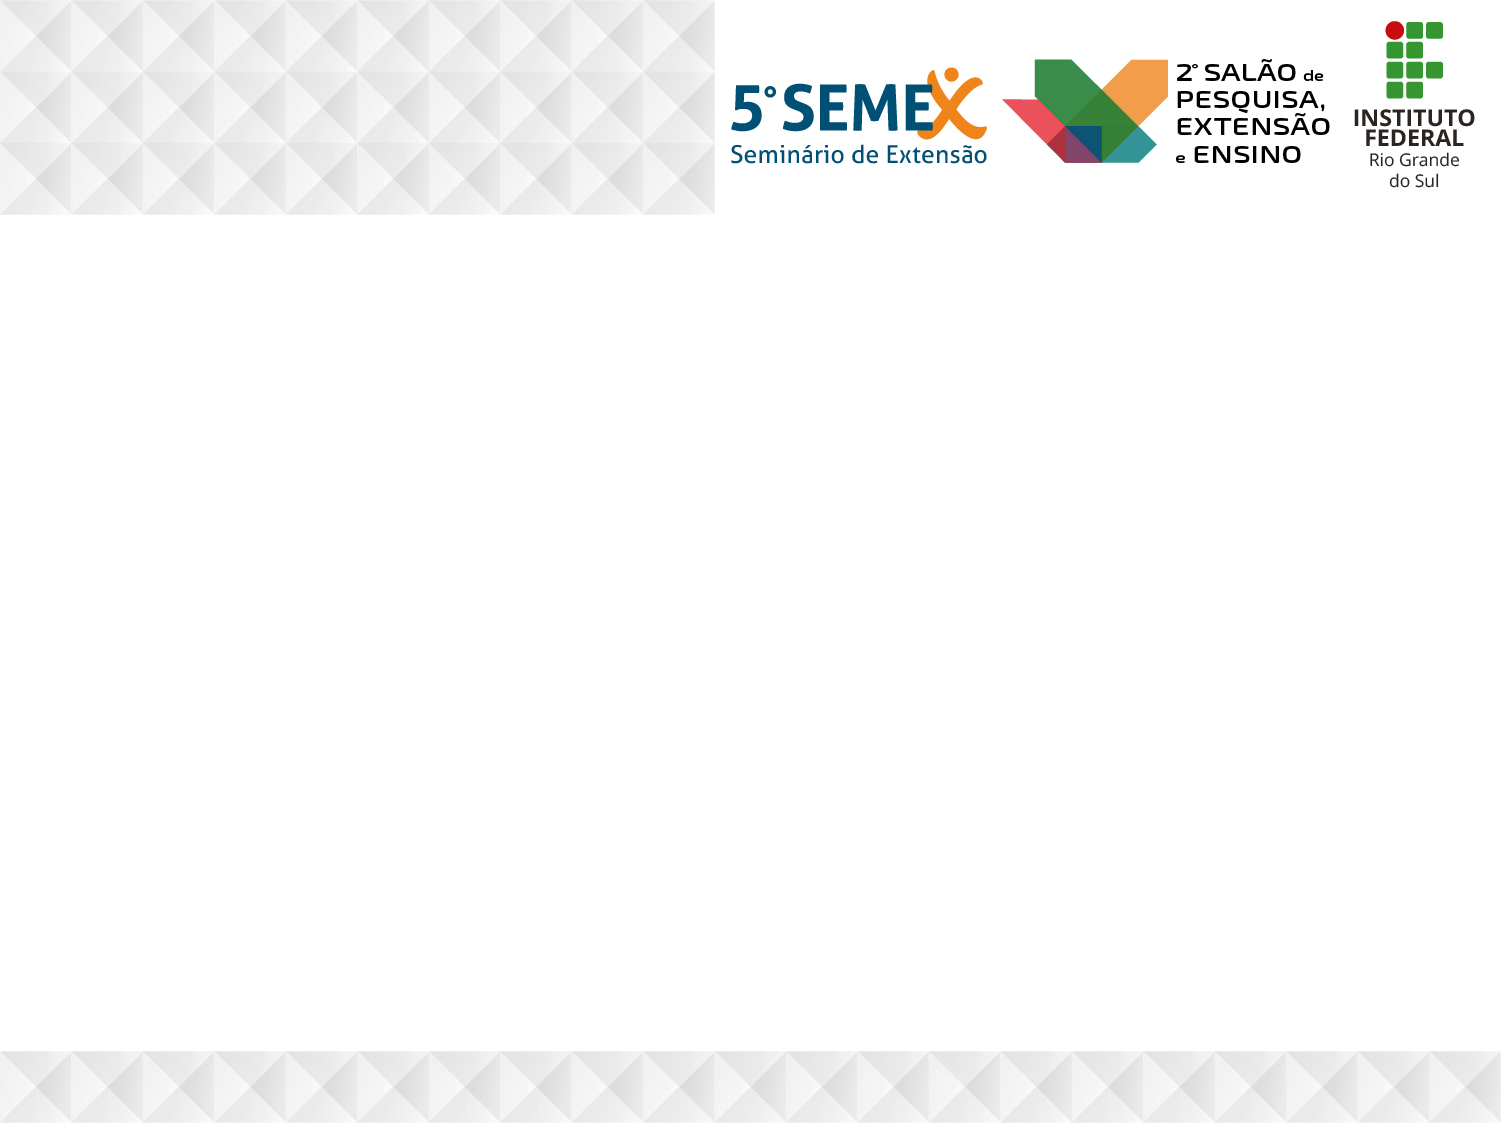 5° SEMEX
Seminário de Extensão
2° SALÃO de
PESQUISA,
EXTENSÃO
e ENSINO
INSTITUTO
FEDERAL
Rio Grande
do Sul